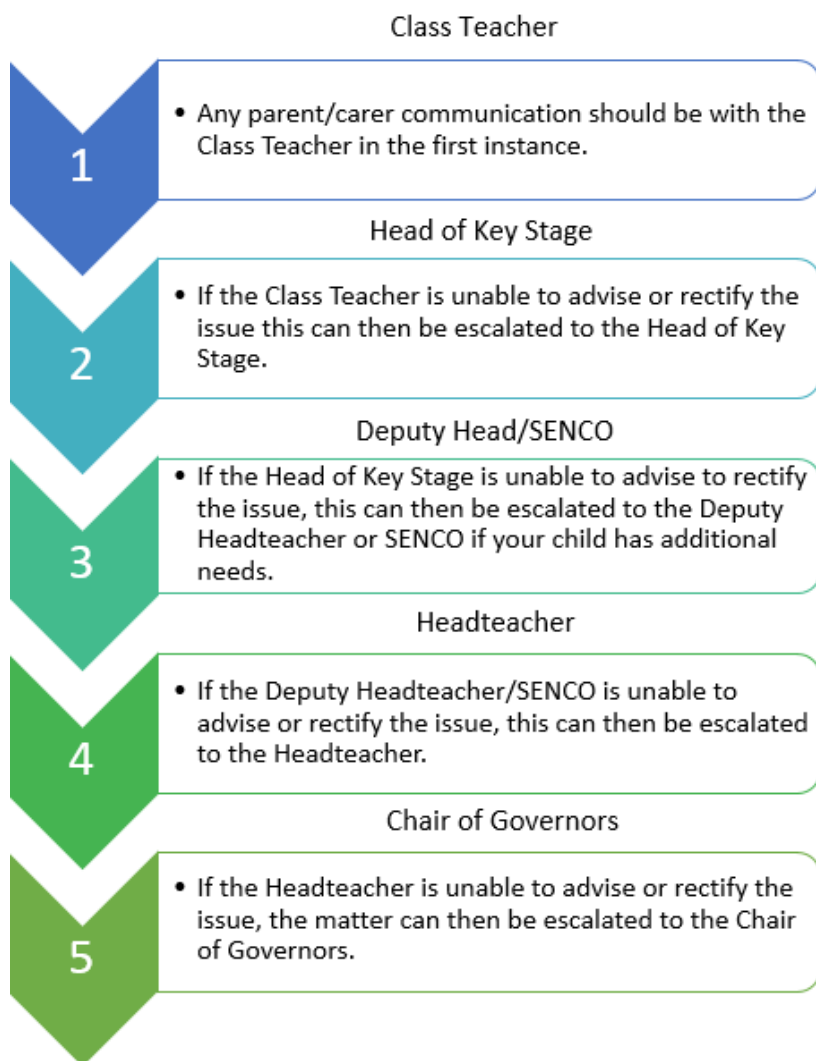 Class Teacher
1
• Any parent/carer communication should be with the
Class Teacher in the first instance.
Head of Key Stage
2
• If the Class Teacher is unable to advise or rectify the
issue this can then be escalated to the Head of Key
Stage.
Deputy Head/SENCO
3
• If the Head of Key Stage is unable to advise to rectify
the issue, this can then be escalated to the Deputy
Headteacher or SENCO if your child has additional
needs.
Headteacher
4
• If the Deputy Headteacher/SENCO is unable to
advise or rectify the issue, this can then be escalated
to the Headteacher.
Chair of Governors
5
• If the Headteacher is unable to advise or rectify the
issue, the matter can then be escalated to the Chair
of Governors.